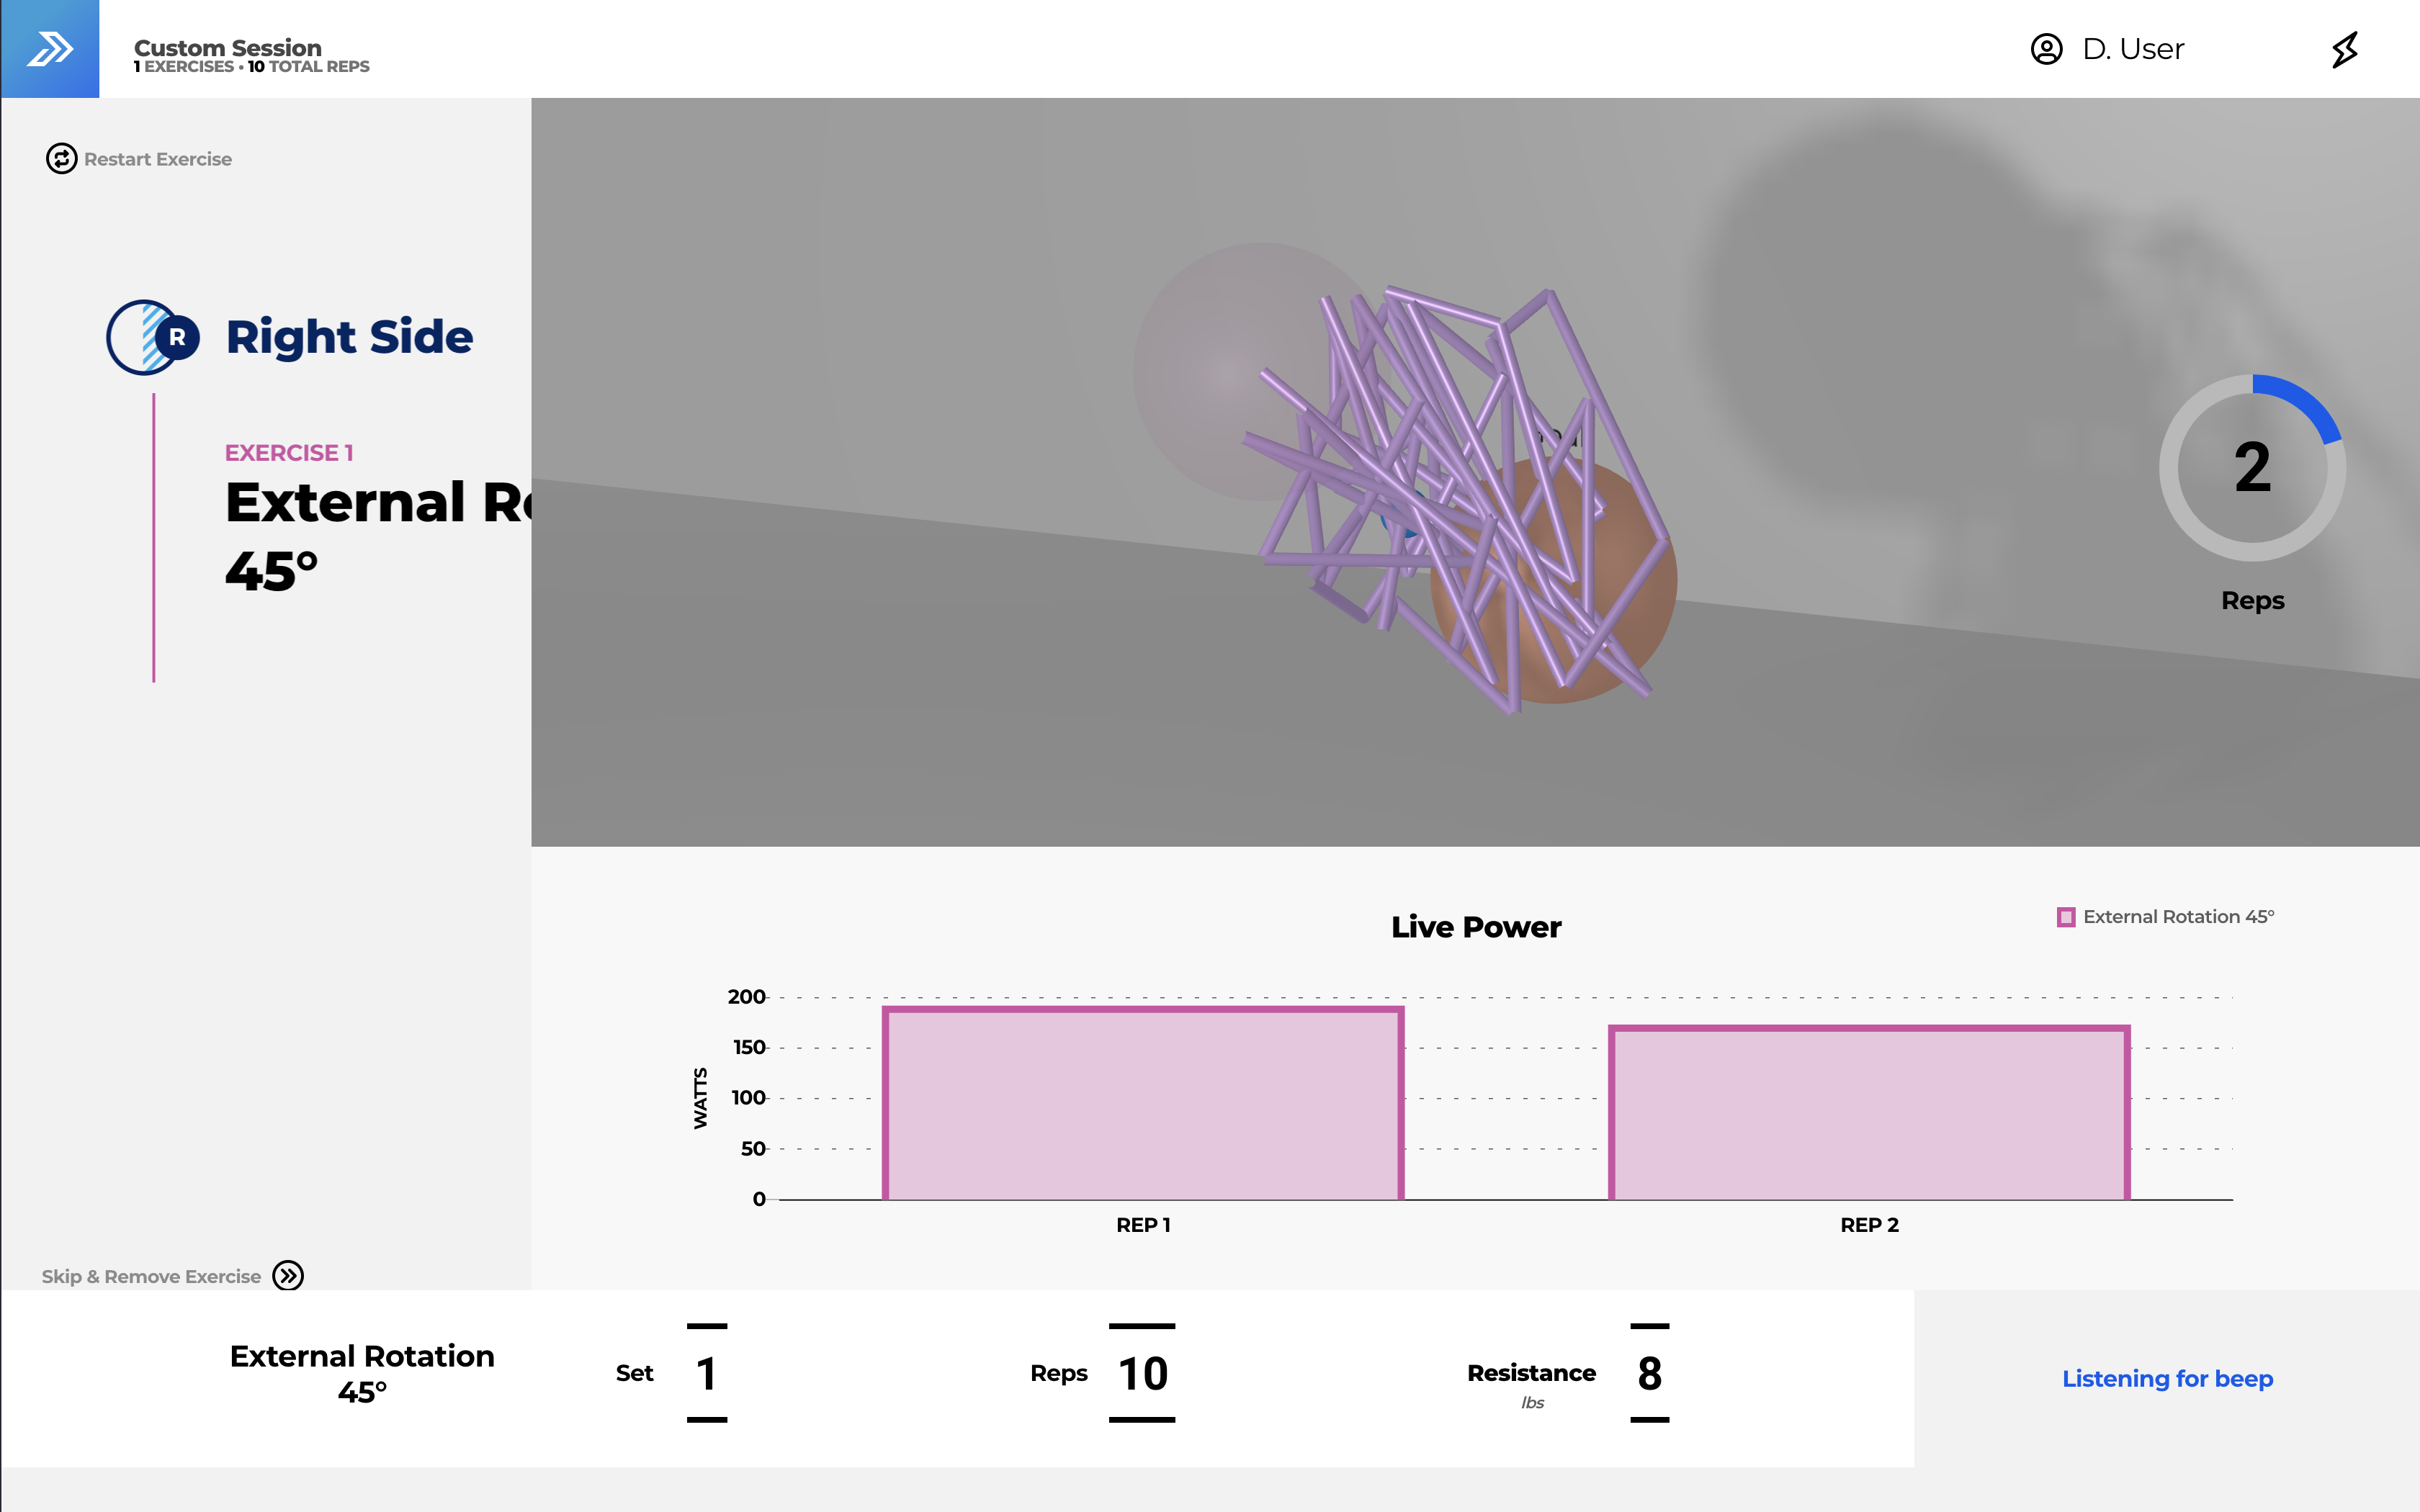 Custom Session
1 EXERCISES • 10 TOTAL REPS
D. User
Restart Exercise
R
Right Side
EXERCISE 1
External R
45°
2
Reps
Live Power
External Rotation 45°
200
150
100
50
0
WATTS
REP 1
REP 2
Skip & Remove Exercise
External Rotation
45°
Set
1
Reps
10
Resistance
lbs
8
Listening for beep